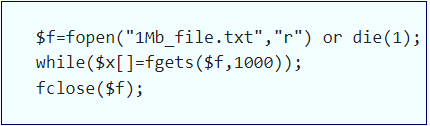 $f=fopen("1Mb_file.txt","r") or die(1);
while($x[]=fgets($f,1000));
fclose($f);